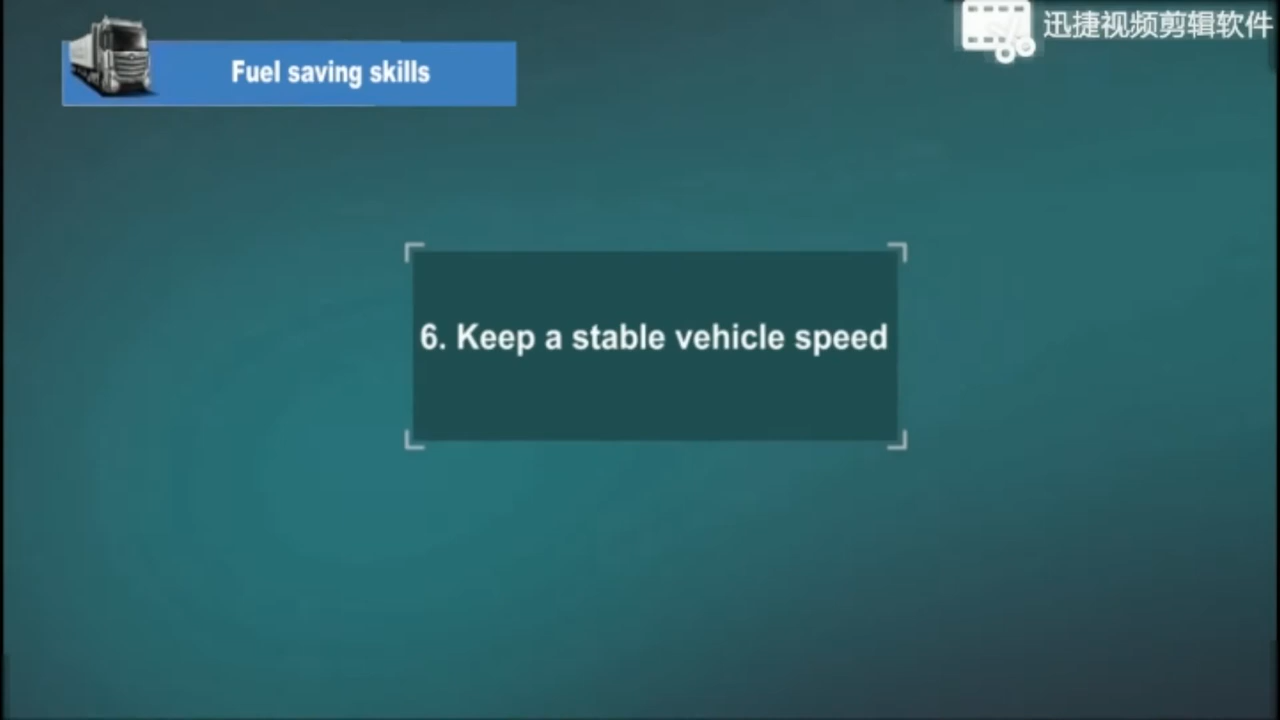 迅捷视频剪辑软件
Fuel saving skills
6. Keep a stable vehicle speed